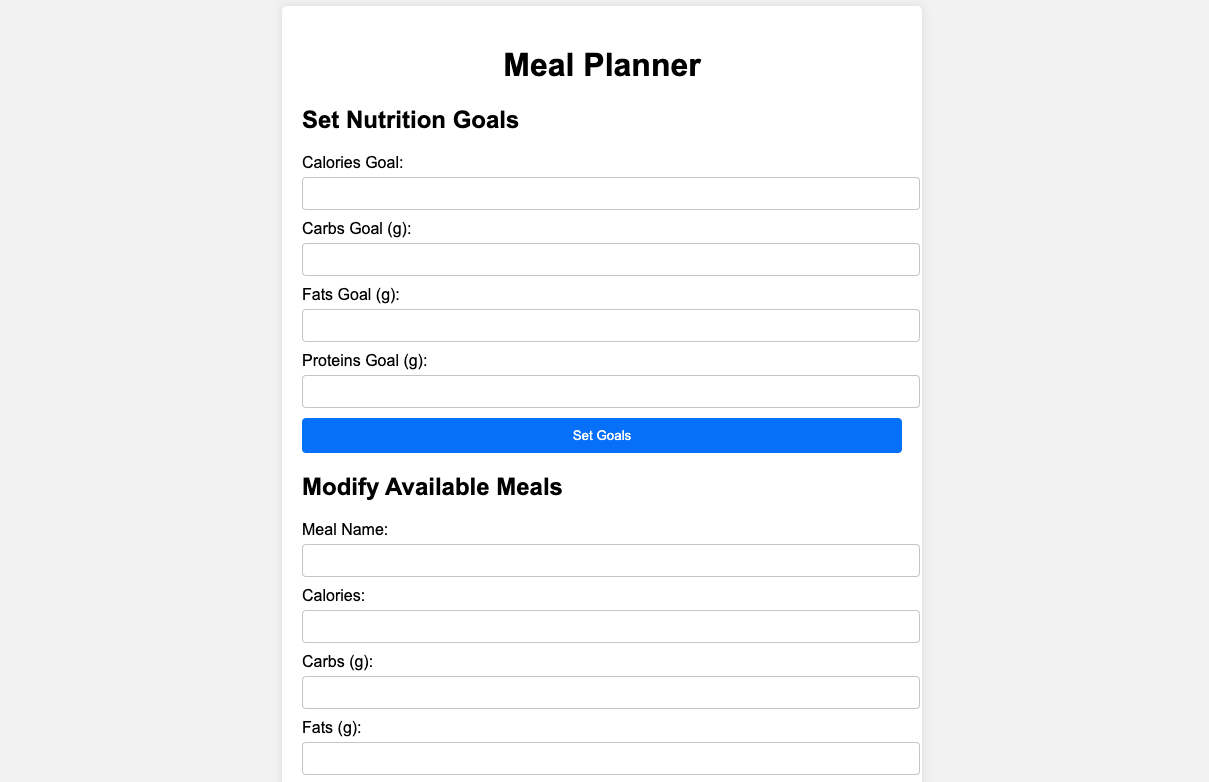 Meal Planner
Set Nutrition Goals
Calories Goal:
Carbs Goal (g):
Fats Goal (g):
Proteins Goal (g):
Set Goals
Modify Available Meals
Meal Name:
Calories:
Carbs (g):
Fats (g):